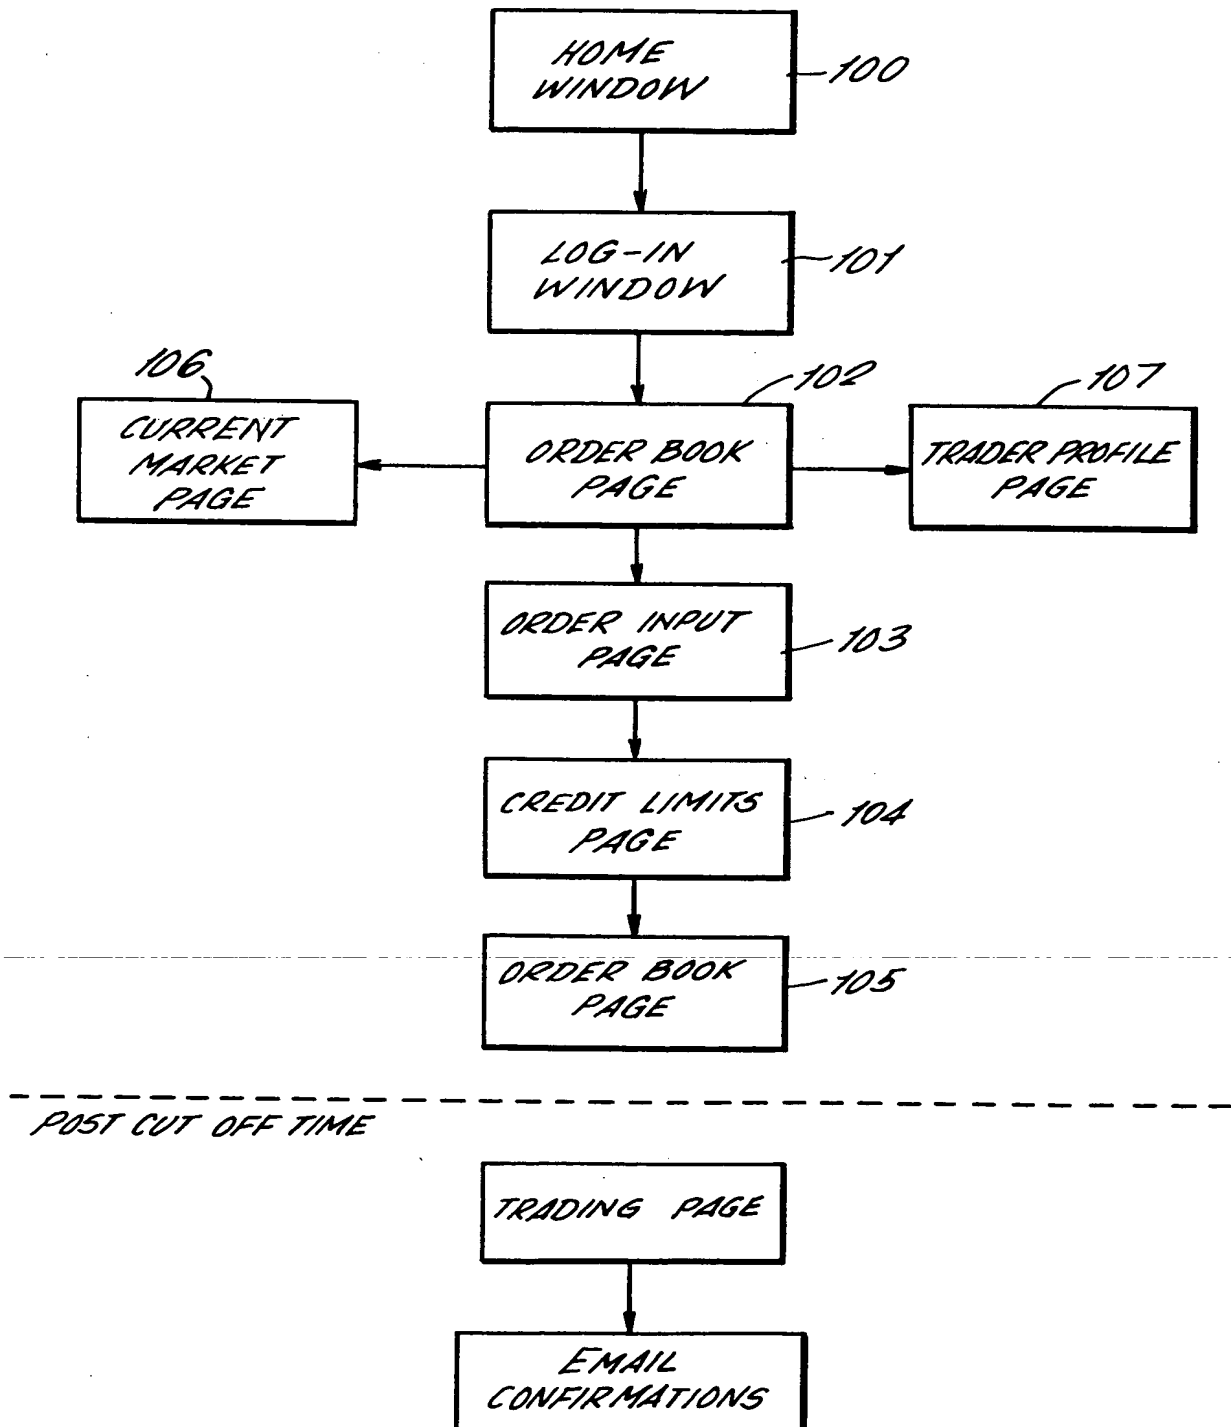 HOME
WINDOW
100
LOG-IN
WINDOW
101
106
CURRENT
MARKET
PAGE
102
ORDER BOOK
PAGE
107
TRADER PROFILE
PAGE
ORDER INPUT
PAGE
103
CREDIT LIMITS
PAGE
104
ORDER BOOK
PAGE
105
POST CUT OFF TIME
TRADING PAGE
EMAIL
CONFIRMATIONS